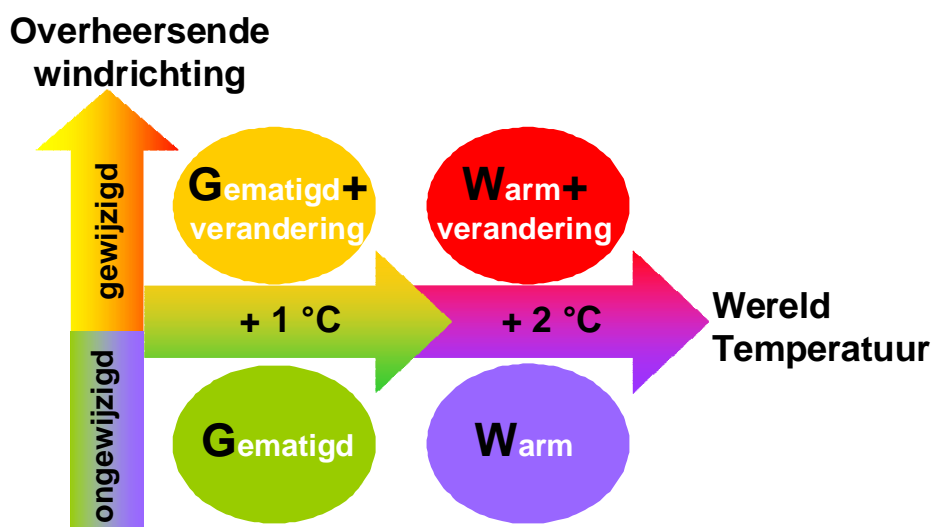 Overheersende
windrichting
gewijzigd
ongewijzigd
Gematigd+
verandering
Warm+
verandering
+ 1 °C
+ 2 °C
Wereld
Temperatuur
Gematigd
Warm